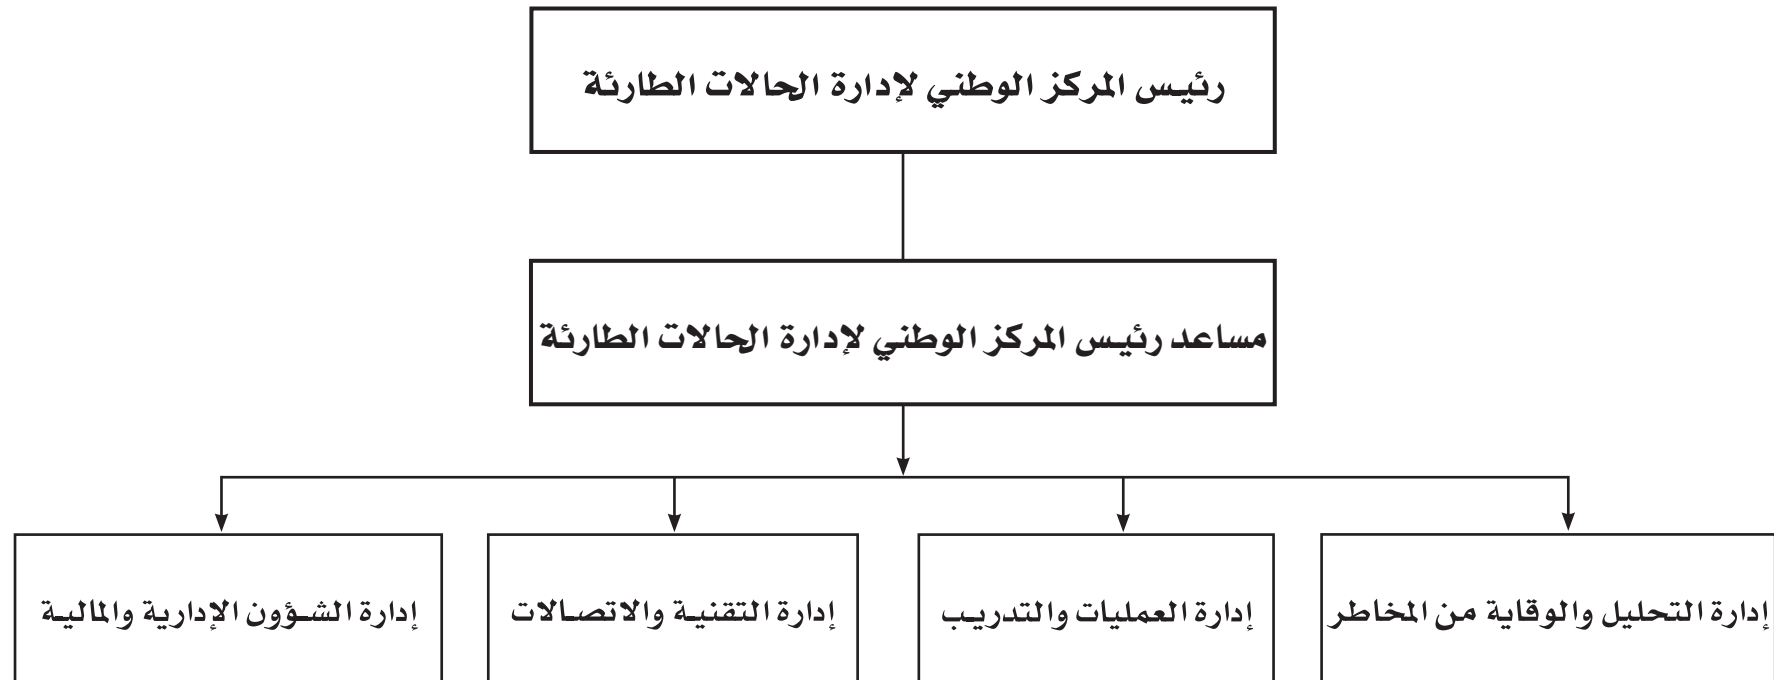 رئيس المركز الوطني لإدارة الحالات الطارئة
مساعد رئيس المركز الوطني لإدارة الحالات الطارئة
إدارة التحليل والوقاية من المخاطر
إدارة العمليات والتدريب
إدارة التقنية والاتصالات
إدارة الشؤون الإدارية والمالية